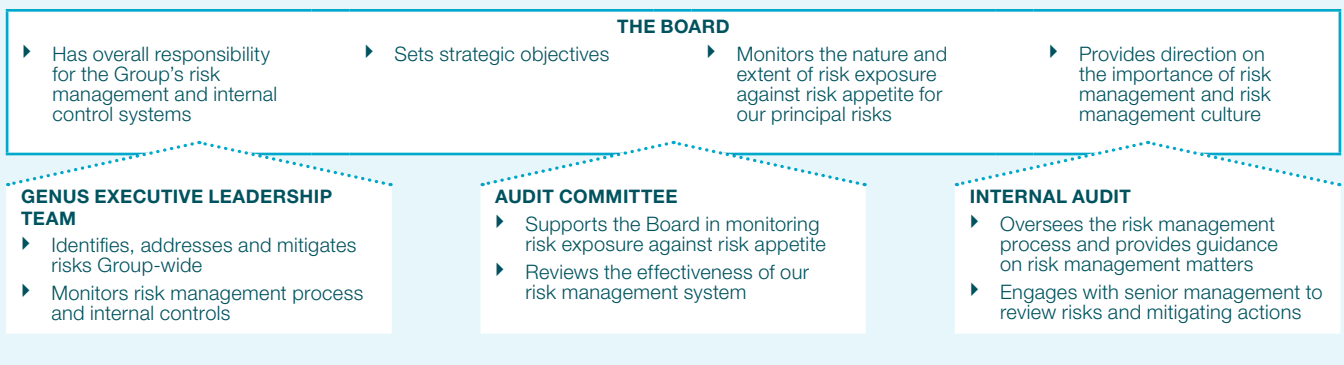 THE BOARD
Has overall responsibility
for the Group's risk
management and internal
control systems
Sets strategic objectives
Monitors the nature and
extent of risk exposure
against risk appetite for
our principal risks
Provides direction on
the importance of risk
management and risk
management culture
GENUS EXECUTIVE LEADERSHIP
TEAM
Identifies, addresses and mitigates
risks Group-wide
Monitors risk management process
and internal controls
AUDIT COMMITTEE
Supports the Board in monitoring
risk exposure against risk appetite
Reviews the effectiveness of our
risk management system
INTERNAL AUDIT
Oversees the risk management
process and provides guidance
on risk management matters
Engages with senior management to
review risks and mitigating actions